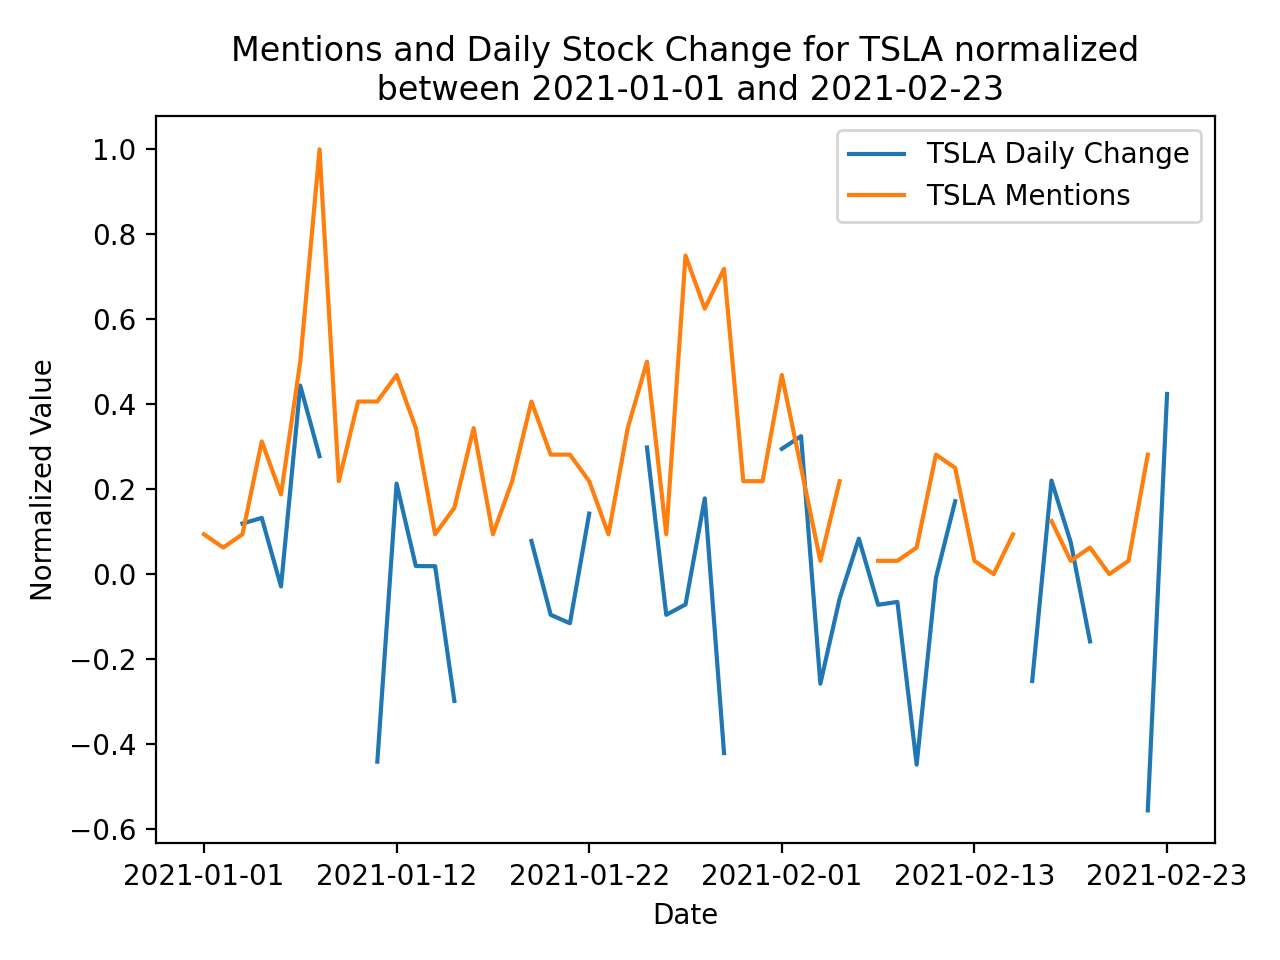 Mentions and Daily Stock Change for TSLA normalized
between 2021-01-01 and 2021-02-23
TSLA Daily Change
TSLA Mentions
1.0
0.8
0.6
0.4
0.2
0.0
−0.2
−0.4
−0.6
Normalized Value
2021-01-01 2021-01-12 2021-01-22 2021-02-01 2021-02-13 2021-02-23
Date